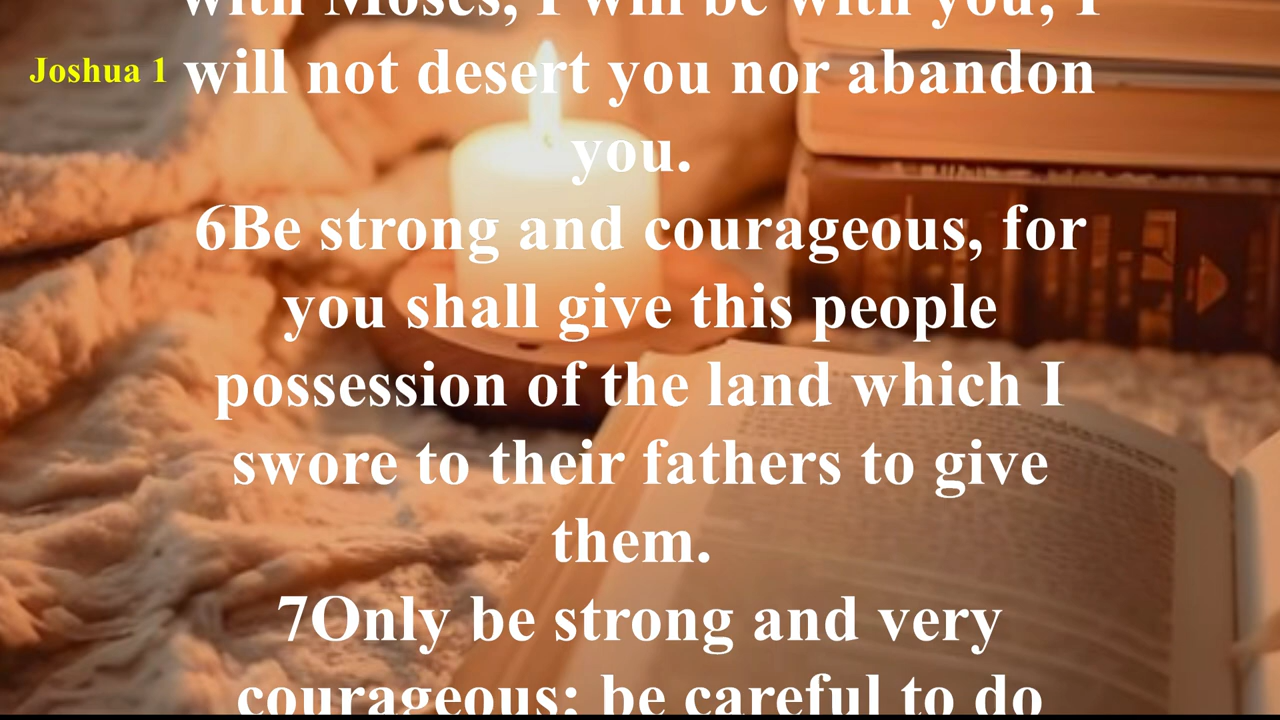 with Moses, I will be with you; I
Joshua 1
will not desert you nor abandon
you.
6Be strong and courageous, for
you shall give this people
possession of the land which I
swore to their fathers to give
them.
7Only be strong and very
courageous; be careful to do